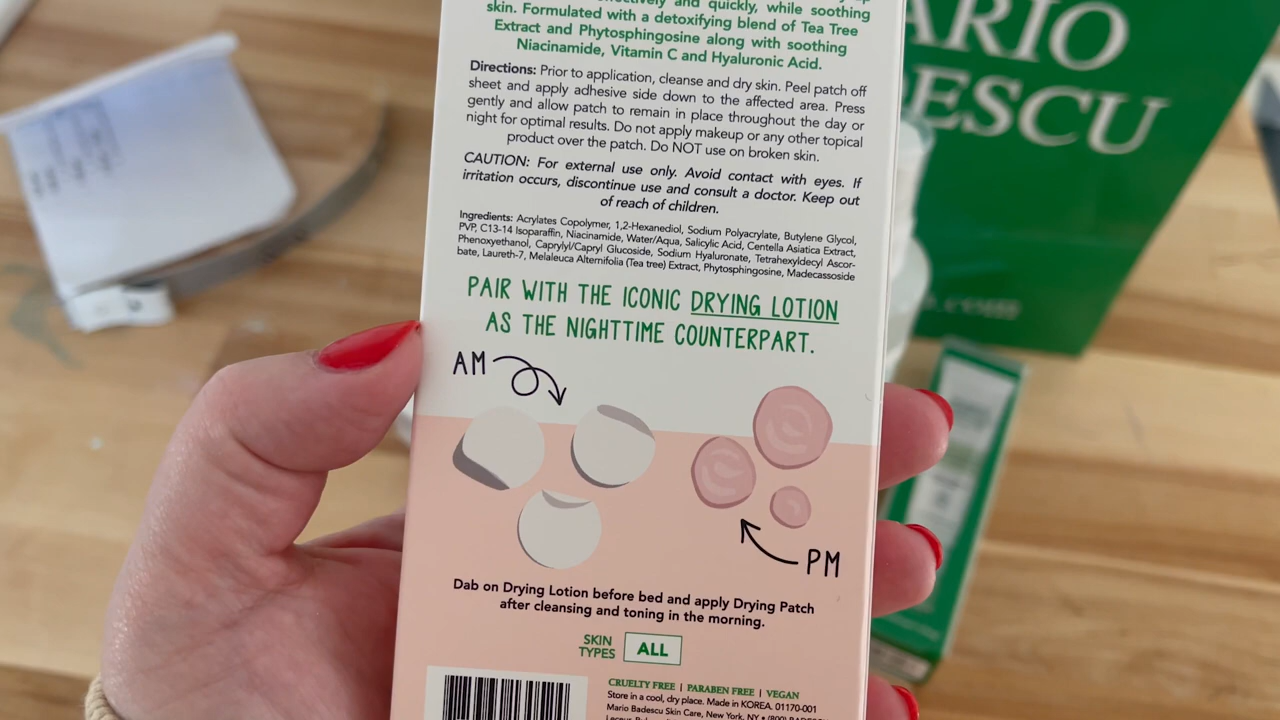 effectively and quickly, while soothing
skin. Formulated with a detoxifying blend of Tea Tree
Extract and Phytosphingosine along with soothing
Niacinamide, Vitamin C and Hyaluronic Acid.
Directions: Prior to application, cleanse and dry skin. Peel patch off
sheet and apply adhesive side down to the affected area. Press
gently and allow patch to remain in place throughout the day or
night for optimal results. Do not apply makeup or any other topical
product over the patch. Do NOT use on broken skin.
CAUTION: For external use only. Avoid contact with eyes. If
irritation occurs, discontinue use and consult a doctor. Keep out
of reach of children.
Ingredients: Acrylates Copolymer, 1,2-Hexanediol, Sodium Polyacrylate, Butylene Glycol,
PVP, C13-14 Isoparaffin, Niacinamide, Water/Aqua, Salicylic Acid, Centella Asiatica Extract,
Phenoxyethanol, Caprylyl/Capryl Glucoside, Sodium Hyaluronate, Tetrahexyldecyl Ascor-
bate, Laureth-7, Melaleuca Alternifolia (Tea tree) Extract, Phytosphingosine, Madecassoside
PAIR WITH THE ICONIC DRYING LOTION
AS THE NIGHTTIME COUNTERPART.
AM
PM
Dab on Drying Lotion before bed and apply Drying Patch
after cleansing and toning in the morning.
SKIN
TYPES
ALL
CRUELTY FREE | PARABEN FREE | VEGAN
Store in a cool, dry place. Made in KOREA. 01170-001
Mario Badescu Skin Care, New York, NY • (800)
ARIO
ESCU
.COM